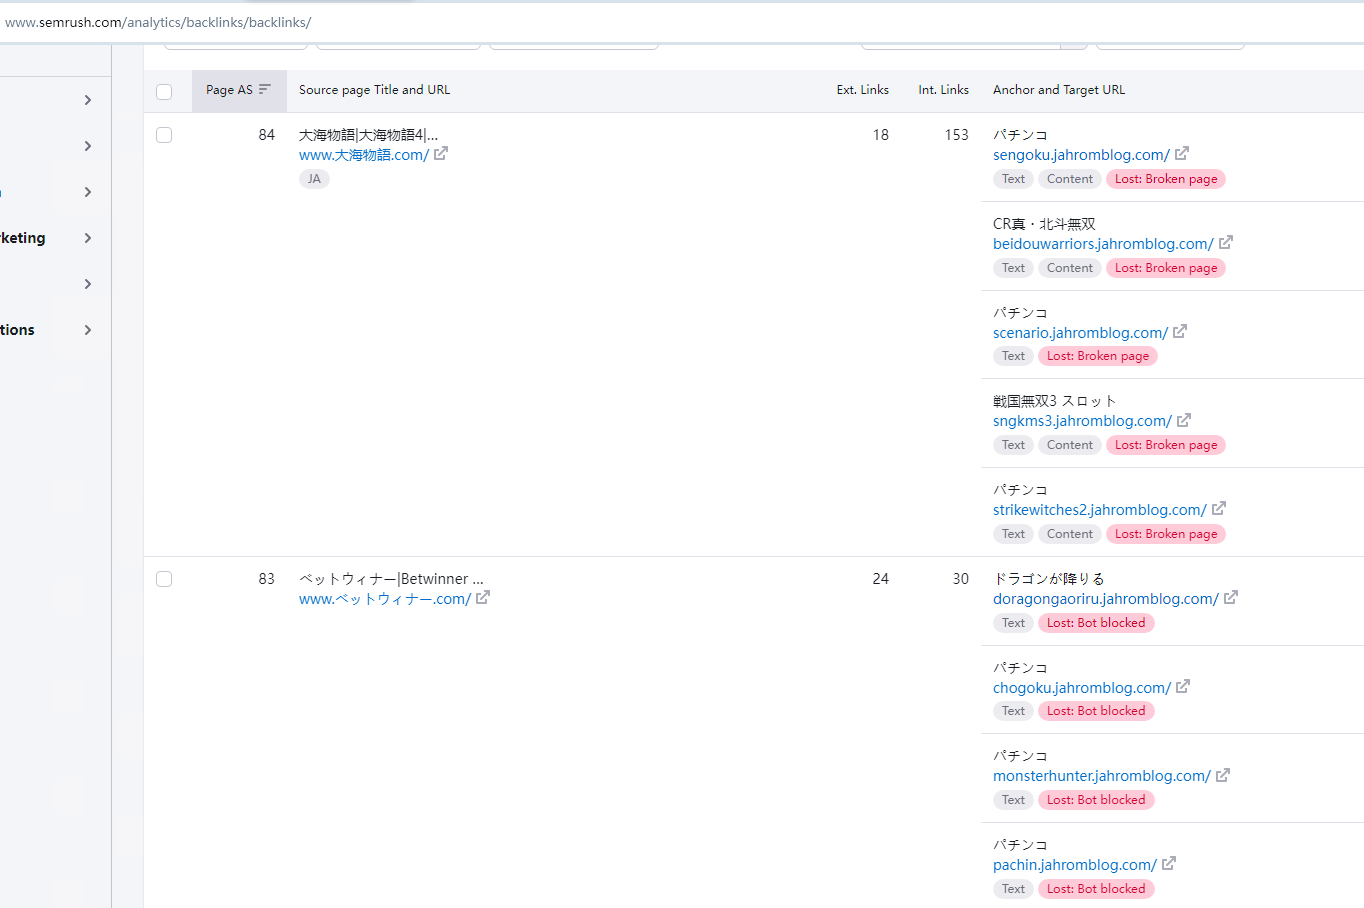 www.semrush.com/analytics/backlinks/backlinks/
Page AS
Source page Title and URL
Ext. Links
Int. Links
Anchor and Target URL
keting
tions
84
大海物語|大海物語4|...
www.大海物語.com/
JA
18
153
パチンコ
sengoku.jahromblog.com/
Text Content Lost: Broken page
CR真・北斗無双
beidouwarriors.jahromblog.com/
Text Content Lost: Broken page
パチンコ
scenario.jahromblog.com/
Text Lost: Broken page
戦国無双3 スロット
sngkms3.jahromblog.com/
Text Content Lost: Broken page
パチンコ
strikewitches2.jahromblog.com/
Text Content Lost: Broken page
83
ベットウィナー|Betwinner ...
www.ベットウィナー.com/
24
30
ドラゴンが降りる
doragongaoriru.jahromblog.com/
Text Lost: Bot blocked
パチンコ
chogoku.jahromblog.com/
Text Lost: Bot blocked
パチンコ
monsterhunter.jahromblog.com/
Text Lost: Bot blocked
パチンコ
pachin.jahromblog.com/
Text Lost: Bot blocked